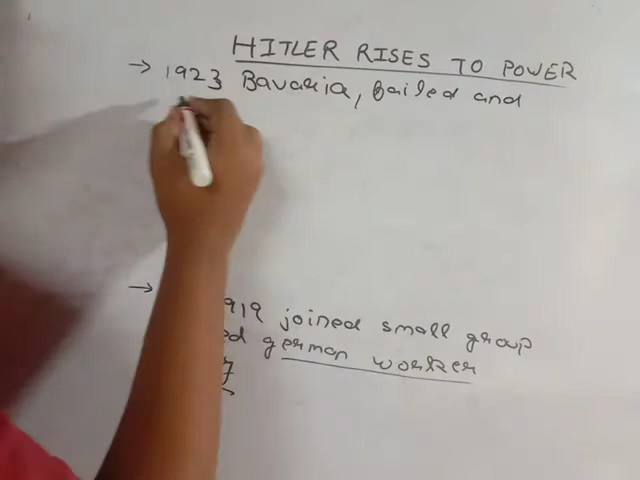 HITLER RISES TO POWER
→ 1923 Bavaria, failed and
→ 919 joined small group
ed german worker